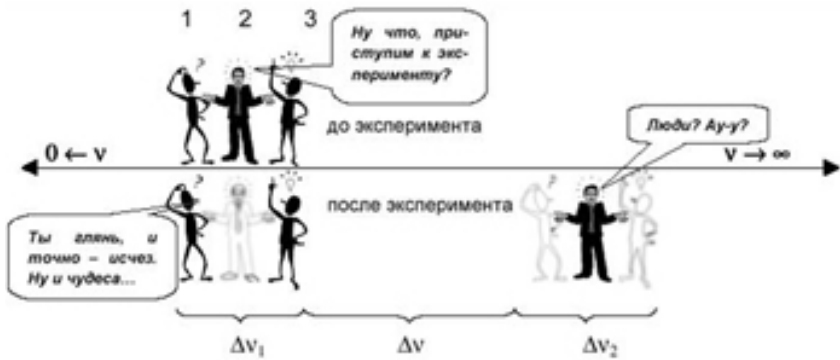 1 2 3
Ну что, при-
ступим к экс-
перименту?
до эксперимента
Люди? Ау-у?
0 ← ν
ν → ∞
?
после эксперимента
Ты глянь, и
точно – исчез.
Ну и чудеса...
Δν₁ Δν Δν₂